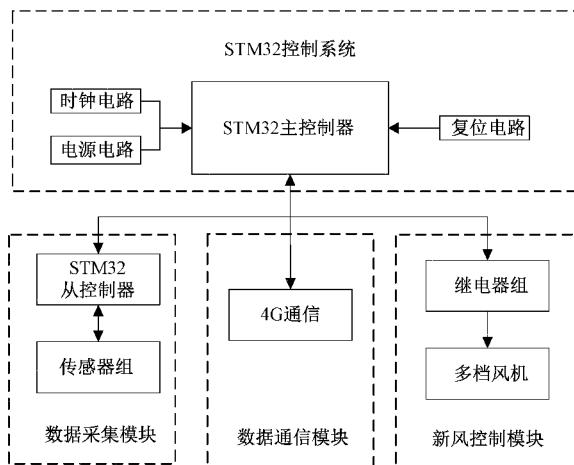 STM32控制系统
时钟电路
电源电路
STM32主控制器
复位电路
STM32
从控制器
传感器组
数据采集模块
4G通信
数据通信模块
继电器组
多档风机
新风控制模块